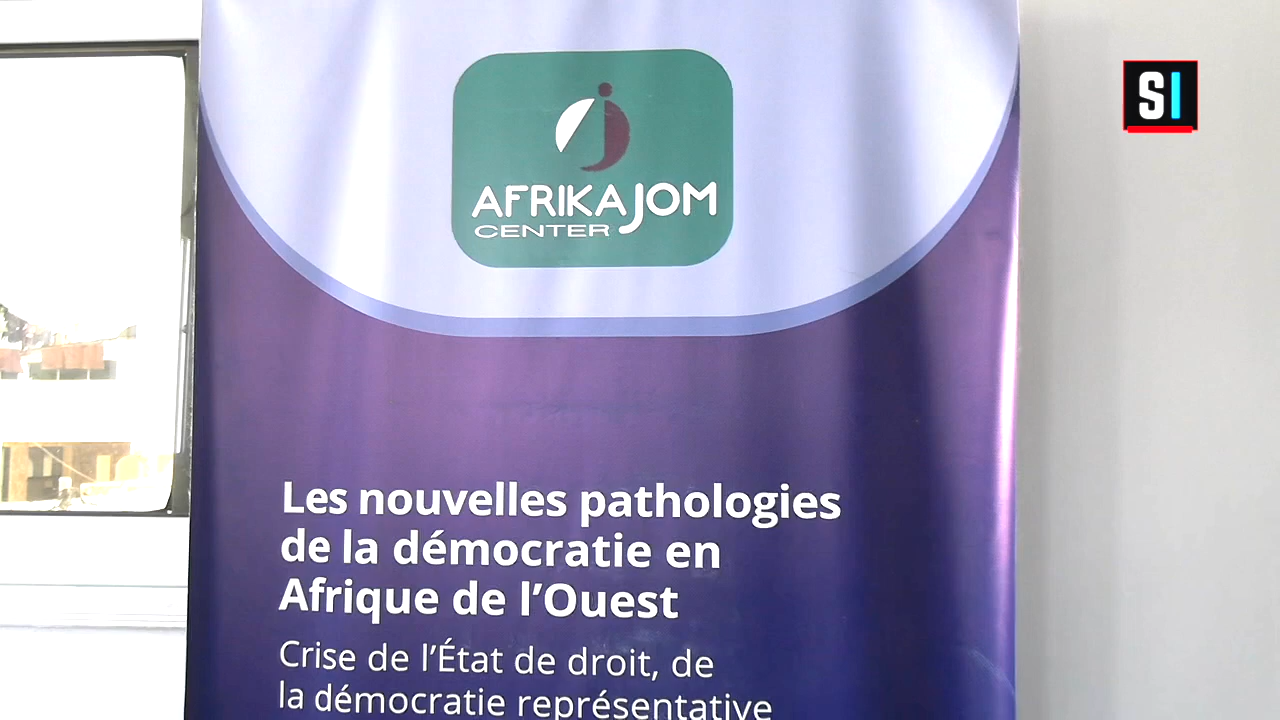 SI
AFRIKAJOM
CENTER
Les nouvelles pathologies
de la démocratie en
Afrique de l’Ouest
Crise de l’État de droit, de
la démocratie représentative